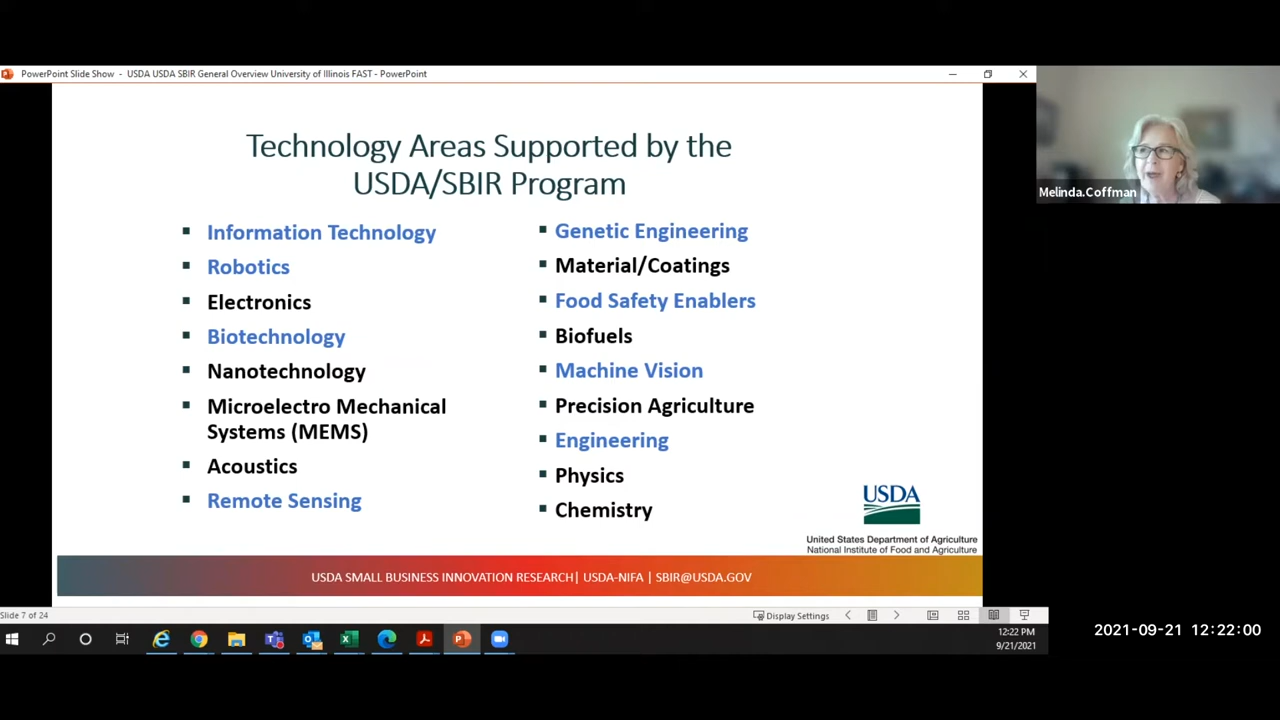 PowerPoint Slide Show - USDA USDA SBIR General Overview University of Illinois FAST - PowerPoint
Technology Areas Supported by the
USDA/SBIR Program
Information Technology
Robotics
Electronics
Biotechnology
Nanotechnology
Microelectro Mechanical
Systems (MEMS)
Acoustics
Remote Sensing
Genetic Engineering
Material/Coatings
Food Safety Enablers
Biofuels
Machine Vision
Precision Agriculture
Engineering
Physics
Chemistry
USDA
United States Department of Agriculture
National Institute of Food and Agriculture
USDA SMALL BUSINESS INNOVATION RESEARCH| USDA-NIFA | SBIR@USDA.GOV
Melinda.Coffman
Slide 7 of 24
Display Settings
12:22 PM
9/21/2021
2021-09-21 12:22:00